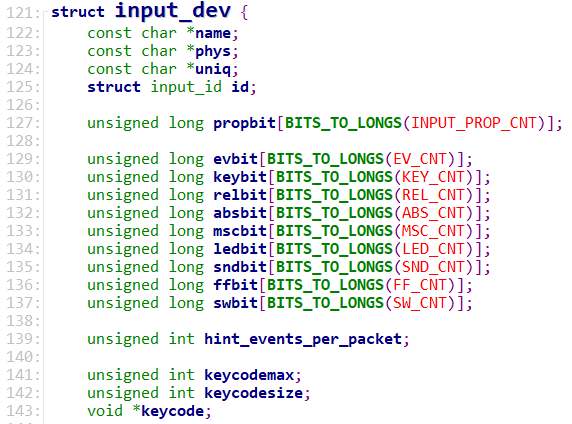 121: struct input_dev {
122: const char *name;
123: const char *phys;
124: const char *uniq;
125: struct input_id id;
126:
127: unsigned long propbit[BITS_TO_LONGS(INPUT_PROP_CNT)];
128:
129: unsigned long evbit[BITS_TO_LONGS(EV_CNT)];
130: unsigned long keybit[BITS_TO_LONGS(KEY_CNT)];
131: unsigned long relbit[BITS_TO_LONGS(REL_CNT)];
132: unsigned long absbit[BITS_TO_LONGS(ABS_CNT)];
133: unsigned long mscbit[BITS_TO_LONGS(MSC_CNT)];
134: unsigned long ledbit[BITS_TO_LONGS(LED_CNT)];
135: unsigned long sndbit[BITS_TO_LONGS(SND_CNT)];
136: unsigned long ffbit[BITS_TO_LONGS(FF_CNT)];
137: unsigned long swbit[BITS_TO_LONGS(SW_CNT)];
138:
139: unsigned int hint_events_per_packet;
140:
141: unsigned int keycodemax;
142: unsigned int keycodesize;
143: void *keycode;